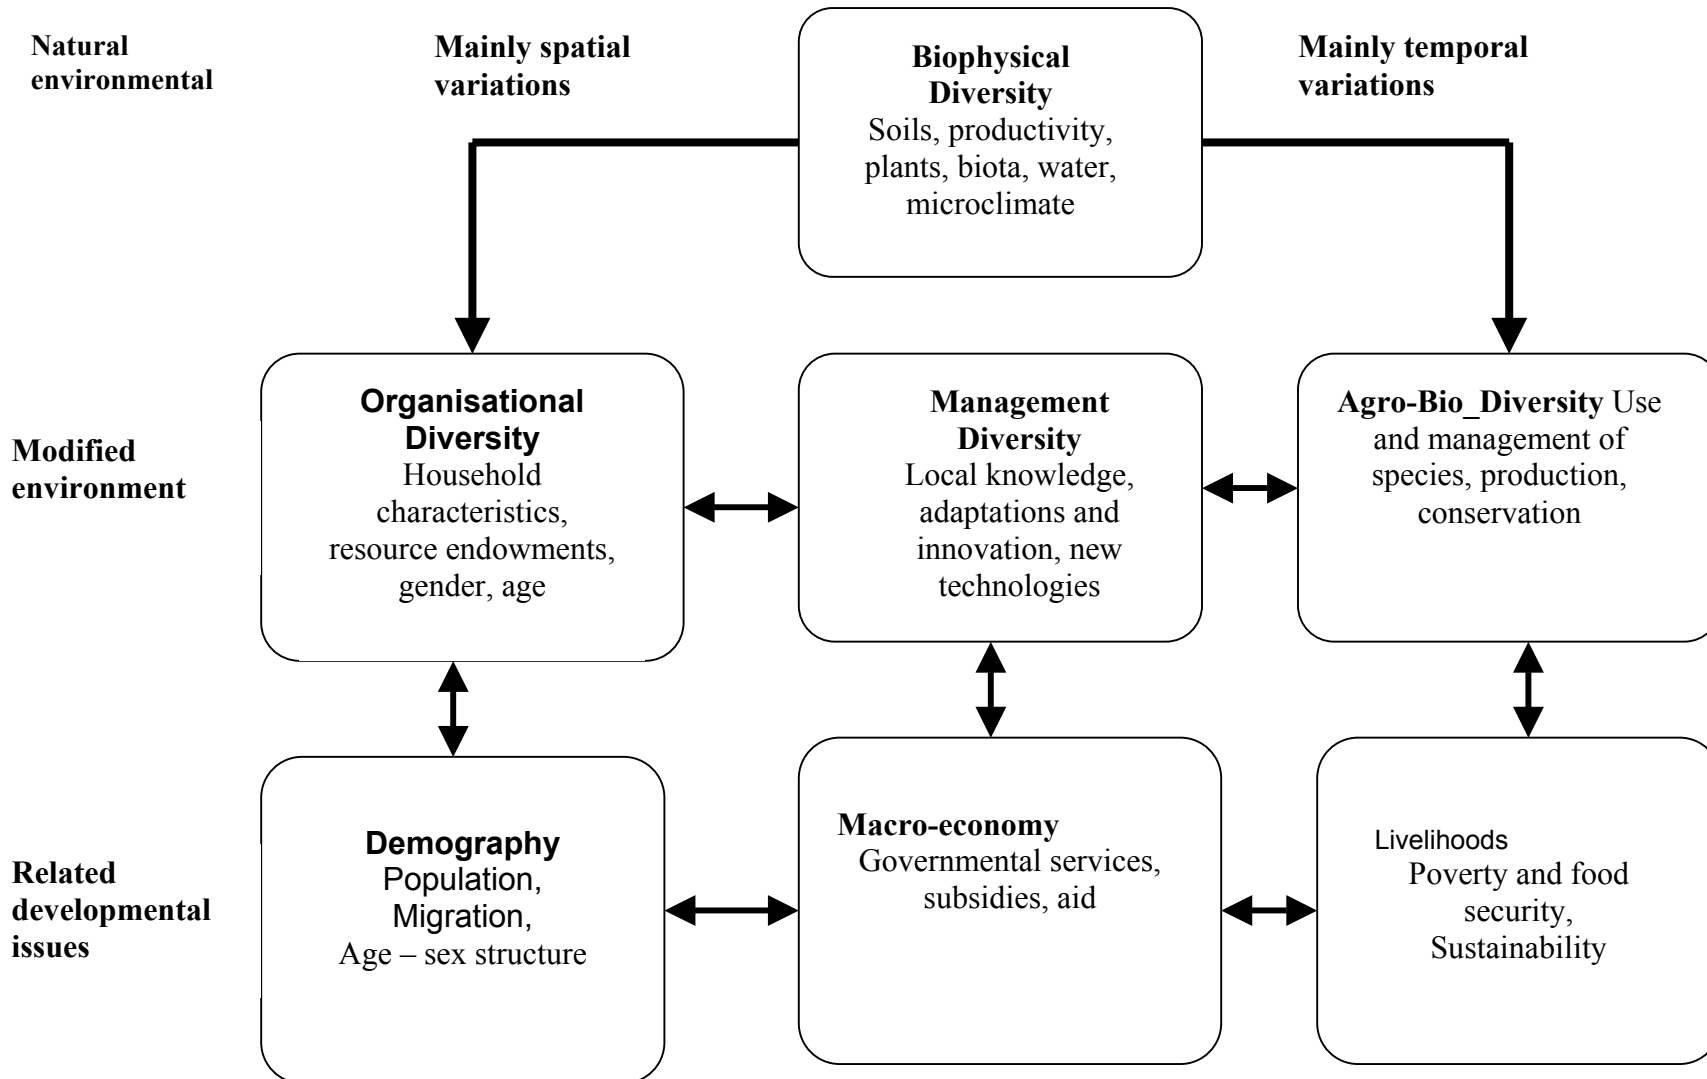 Natural
environmental
Mainly spatial
variations
Biophysical
Diversity
Soils, productivity,
plants, biota, water,
microclimate
Mainly temporal
variations
Modified
environment
Organisational
Diversity
Household
characteristics,
resource endowments,
gender, age
Management
Diversity
Local knowledge,
adaptations and
innovation, new
technologies
Agro-Bio_Diversity Use
and management of
species, production,
conservation
Related
developmental
issues
Demography
Population,
Migration,
Age – sex structure
Macro-economy
Governmental services,
subsidies, aid
Livelihoods
Poverty and food
security,
Sustainability